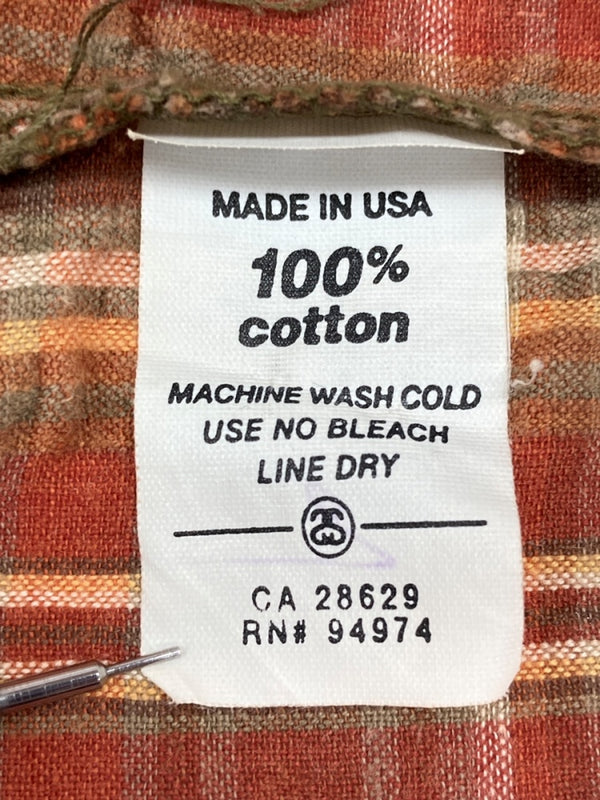 MADE IN USA
100%
cotton
MACHINE WASH COLD
USE NO BLEACH
LINE DRY
CA 28629
RN# 94974